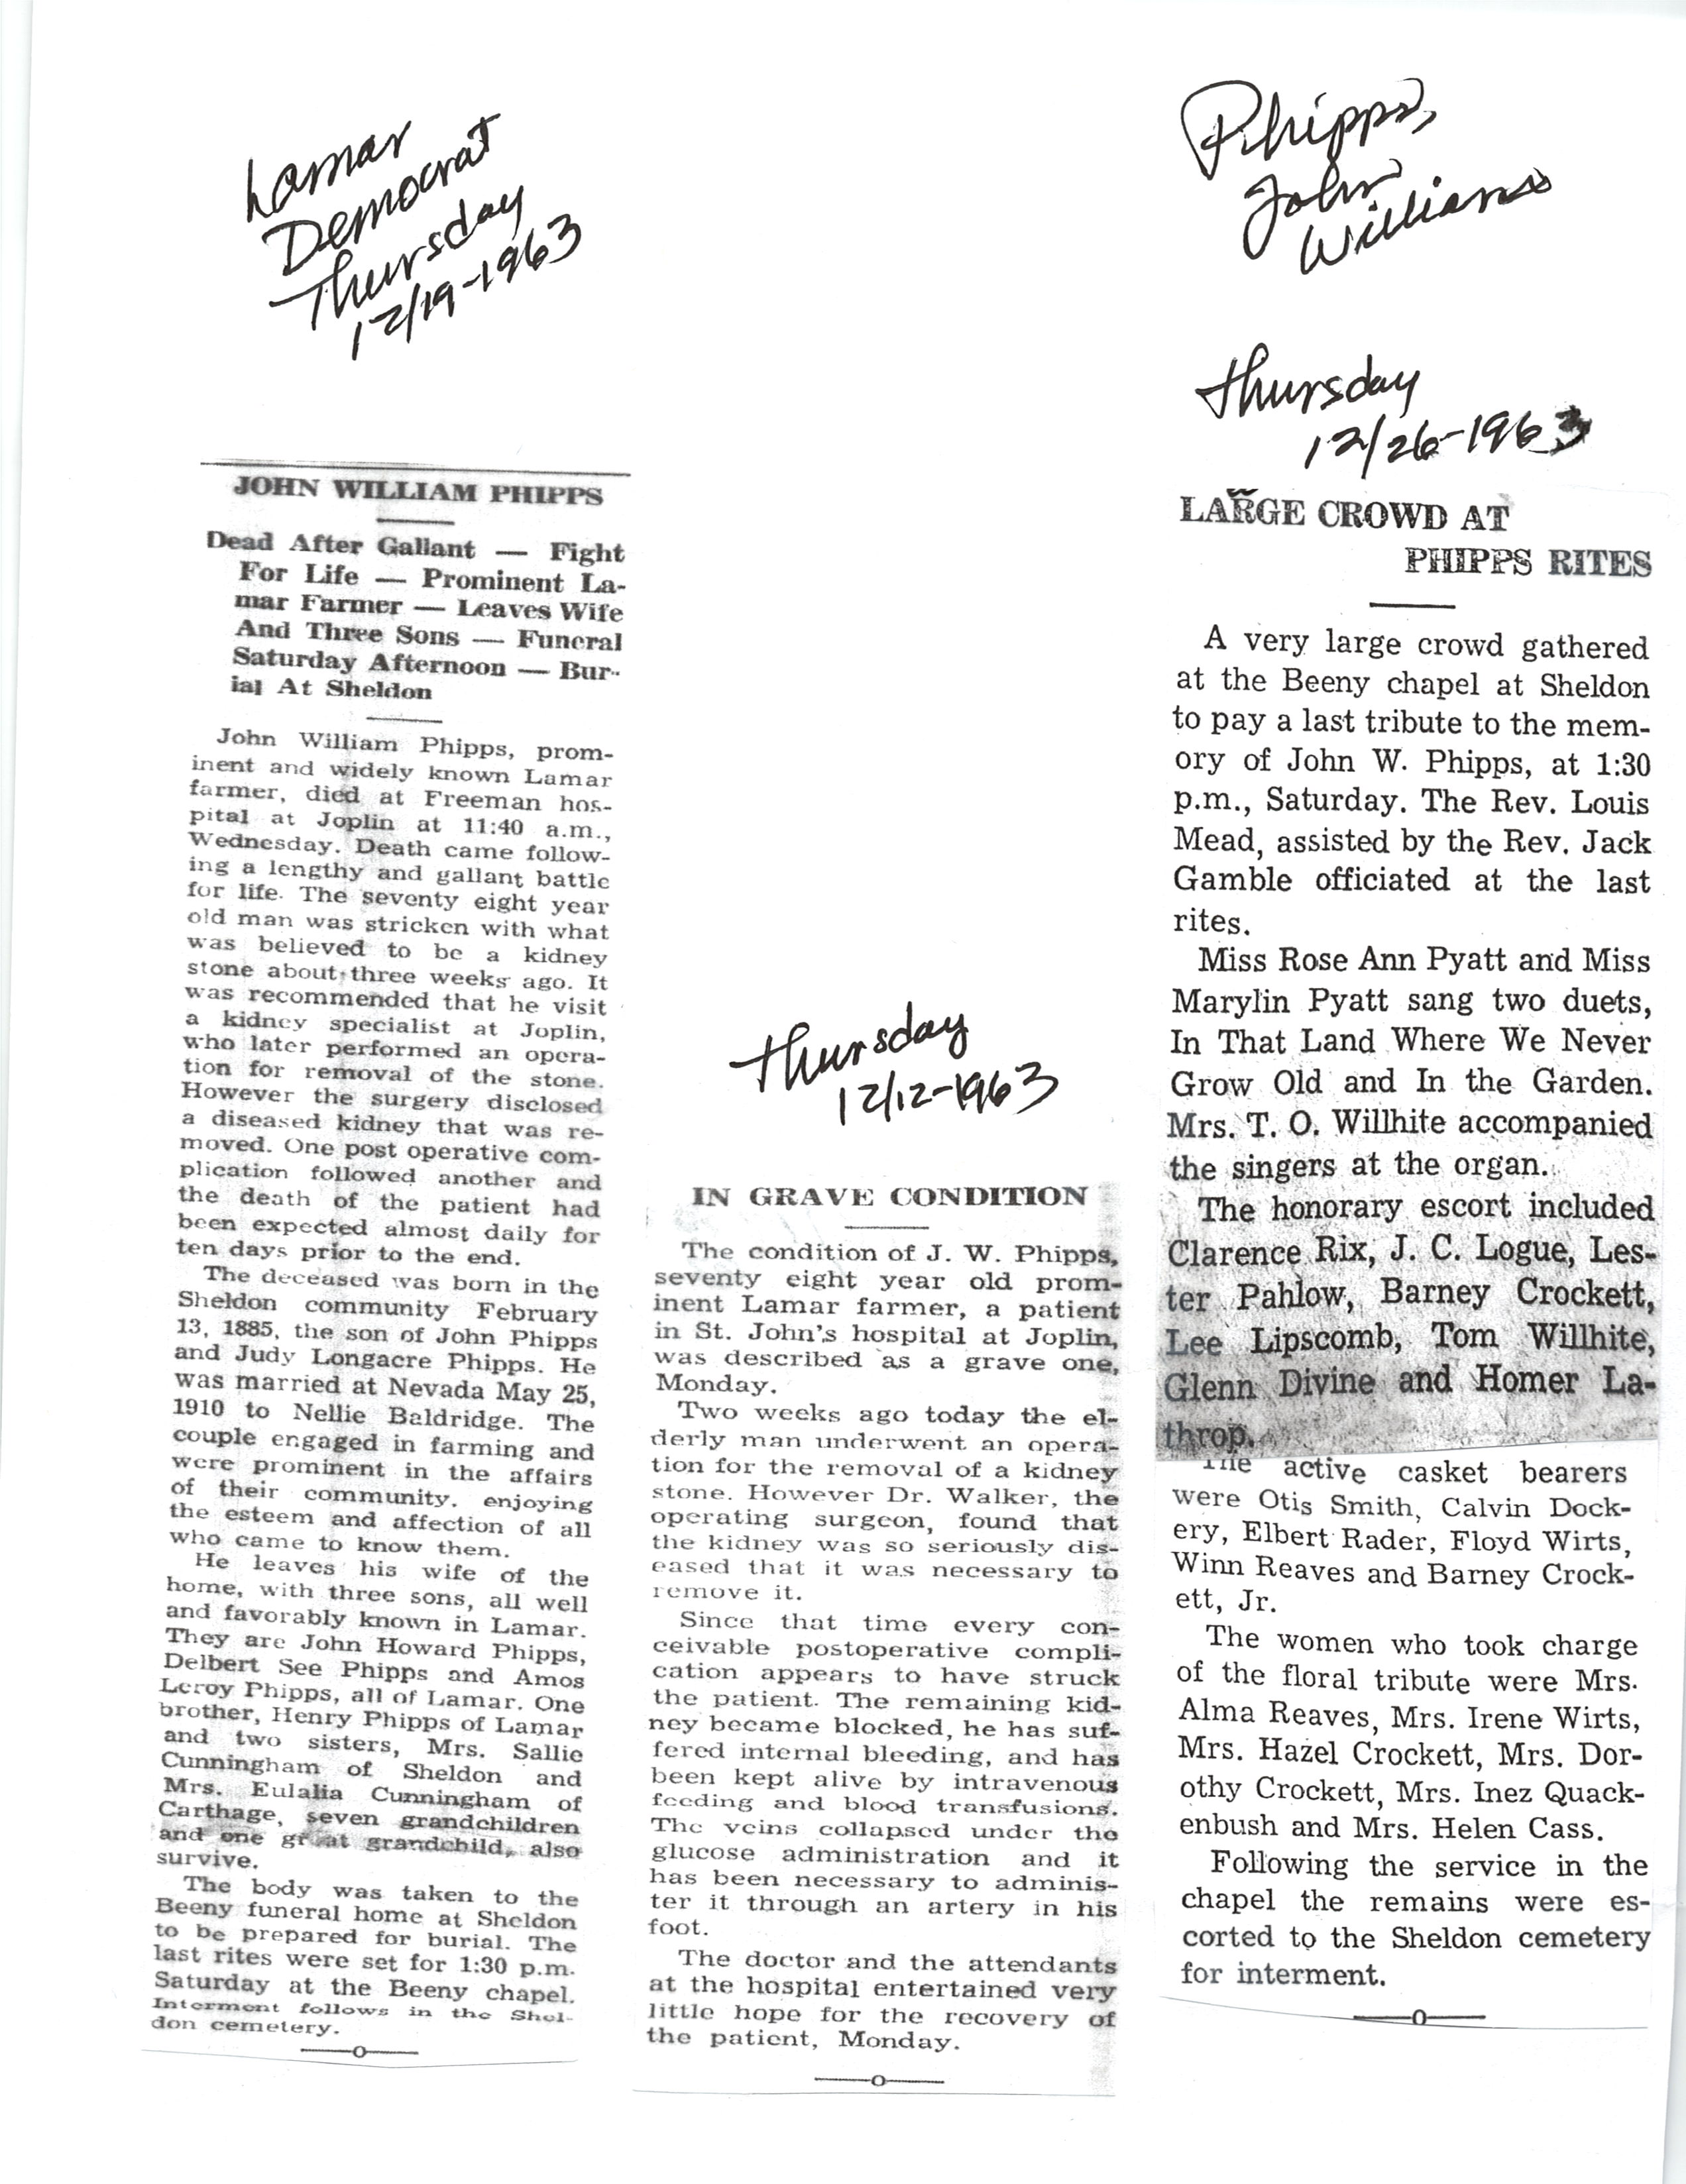 Lamar
Democrat
Thursday
12/19-1963
JOHN WILLIAM PHIPPS
Dead After Gallant — Fight
For Life — Prominent La-
mar Farmer — Leaves Wife
And Three Sons — Funeral
Saturday Afternoon — Bur-
ial At Sheldon
John William Phipps, prom-
inent and widely known Lamar
farmer, died at Freeman hos-
pital at Joplin at 11:40 a.m.,
Wednesday. Death came follow-
ing a lengthy and gallant battle
for life. The seventy eight year
old man was stricken with what
was believed to be a kidney
stone about three weeks ago. It
was recommended that he visit
a kidney specialist at Joplin,
who later performed an opera-
tion for removal of the stone.
However the surgery disclosed
a diseased kidney that was re-
moved. One post operative com-
plication followed another and
the death of the patient had
been expected almost daily for
ten days prior to the end.
The deceased was born in the
Sheldon community February
13, 1885, the son of John Phipps
and Judy Longacre Phipps. He
was married at Nevada May 25,
1910 to Nellie Baldridge. The
couple engaged in farming and
were prominent in the affairs
of their community, enjoying
the esteem and affection of all
who came to know them.
He leaves his wife of the
home, with three sons, all well
and favorably known in Lamar.
They are John Howard Phipps,
Delbert See Phipps and Amos
Leroy Phipps, all of Lamar. One
brother, Henry Phipps of Lamar
and two sisters, Mrs. Sallie
Cunningham of Sheldon and
Mrs. Eulalia Cunningham of
Carthage, seven grandchildren
and one great grandchild, also
survive.
The body was taken to the
Beeny funeral home at Sheldon
to be prepared for burial. The
last rites were set for 1:30 p.m.
Saturday at the Beeny chapel.
Interment follows in the Shel-
don cemetery.
—o—
Thursday
12/12-1963
IN GRAVE CONDITION
The condition of J. W. Phipps,
seventy eight year old prom-
inent Lamar farmer, a patient
in St. John's hospital at Joplin,
was described as a grave one,
Monday.
Two weeks ago today the el-
derly man underwent an opera-
tion for the removal of a kidney
stone. However Dr. Walker, the
operating surgeon, found that
the kidney was so seriously dis-
eased that it was necessary to
remove it.
Since that time every con-
ceivable postoperative compli-
cation appears to have struck
the patient. The remaining kid-
ney became blocked, he has suf-
fered internal bleeding, and has
been kept alive by intravenous
feeding and blood transfusions.
The veins collapsed under the
glucose administration and it
has been necessary to adminis-
ter it through an artery in his
foot.
The doctor and the attendants
at the hospital entertained very
little hope for the recovery of
the patient, Monday.
—o—
Phipps,
John
William
Thursday
12/26-1963
LARGE CROWD AT
PHIPPS RITES
A very large crowd gathered
at the Beeny chapel at Sheldon
to pay a last tribute to the mem-
ory of John W. Phipps, at 1:30
p.m., Saturday. The Rev. Louis
Mead, assisted by the Rev. Jack
Gamble officiated at the last
rites.
Miss Rose Ann Pyatt and Miss
Marylin Pyatt sang two duets,
In That Land Where We Never
Grow Old and In the Garden.
Mrs. T. O. Willhite accompanied
the singers at the organ.
The honorary escort included
Clarence Rix, J. C. Logue, Les-
ter Pahlow, Barney Crockett,
Lee Lipscomb, Tom Willhite,
Glenn Divine and Homer La-
throp.
The active casket bearers
were Otis Smith, Calvin Dock-
ery, Elbert Rader, Floyd Wirts,
Winn Reaves and Barney Crock-
ett, Jr.
The women who took charge
of the floral tribute were Mrs.
Alma Reaves, Mrs. Irene Wirts,
Mrs. Hazel Crockett, Mrs. Dor-
othy Crockett, Mrs. Inez Quack-
enbush and Mrs. Helen Cass.
Following the service in the
chapel the remains were es-
corted to the Sheldon cemetery
for interment.
—o—